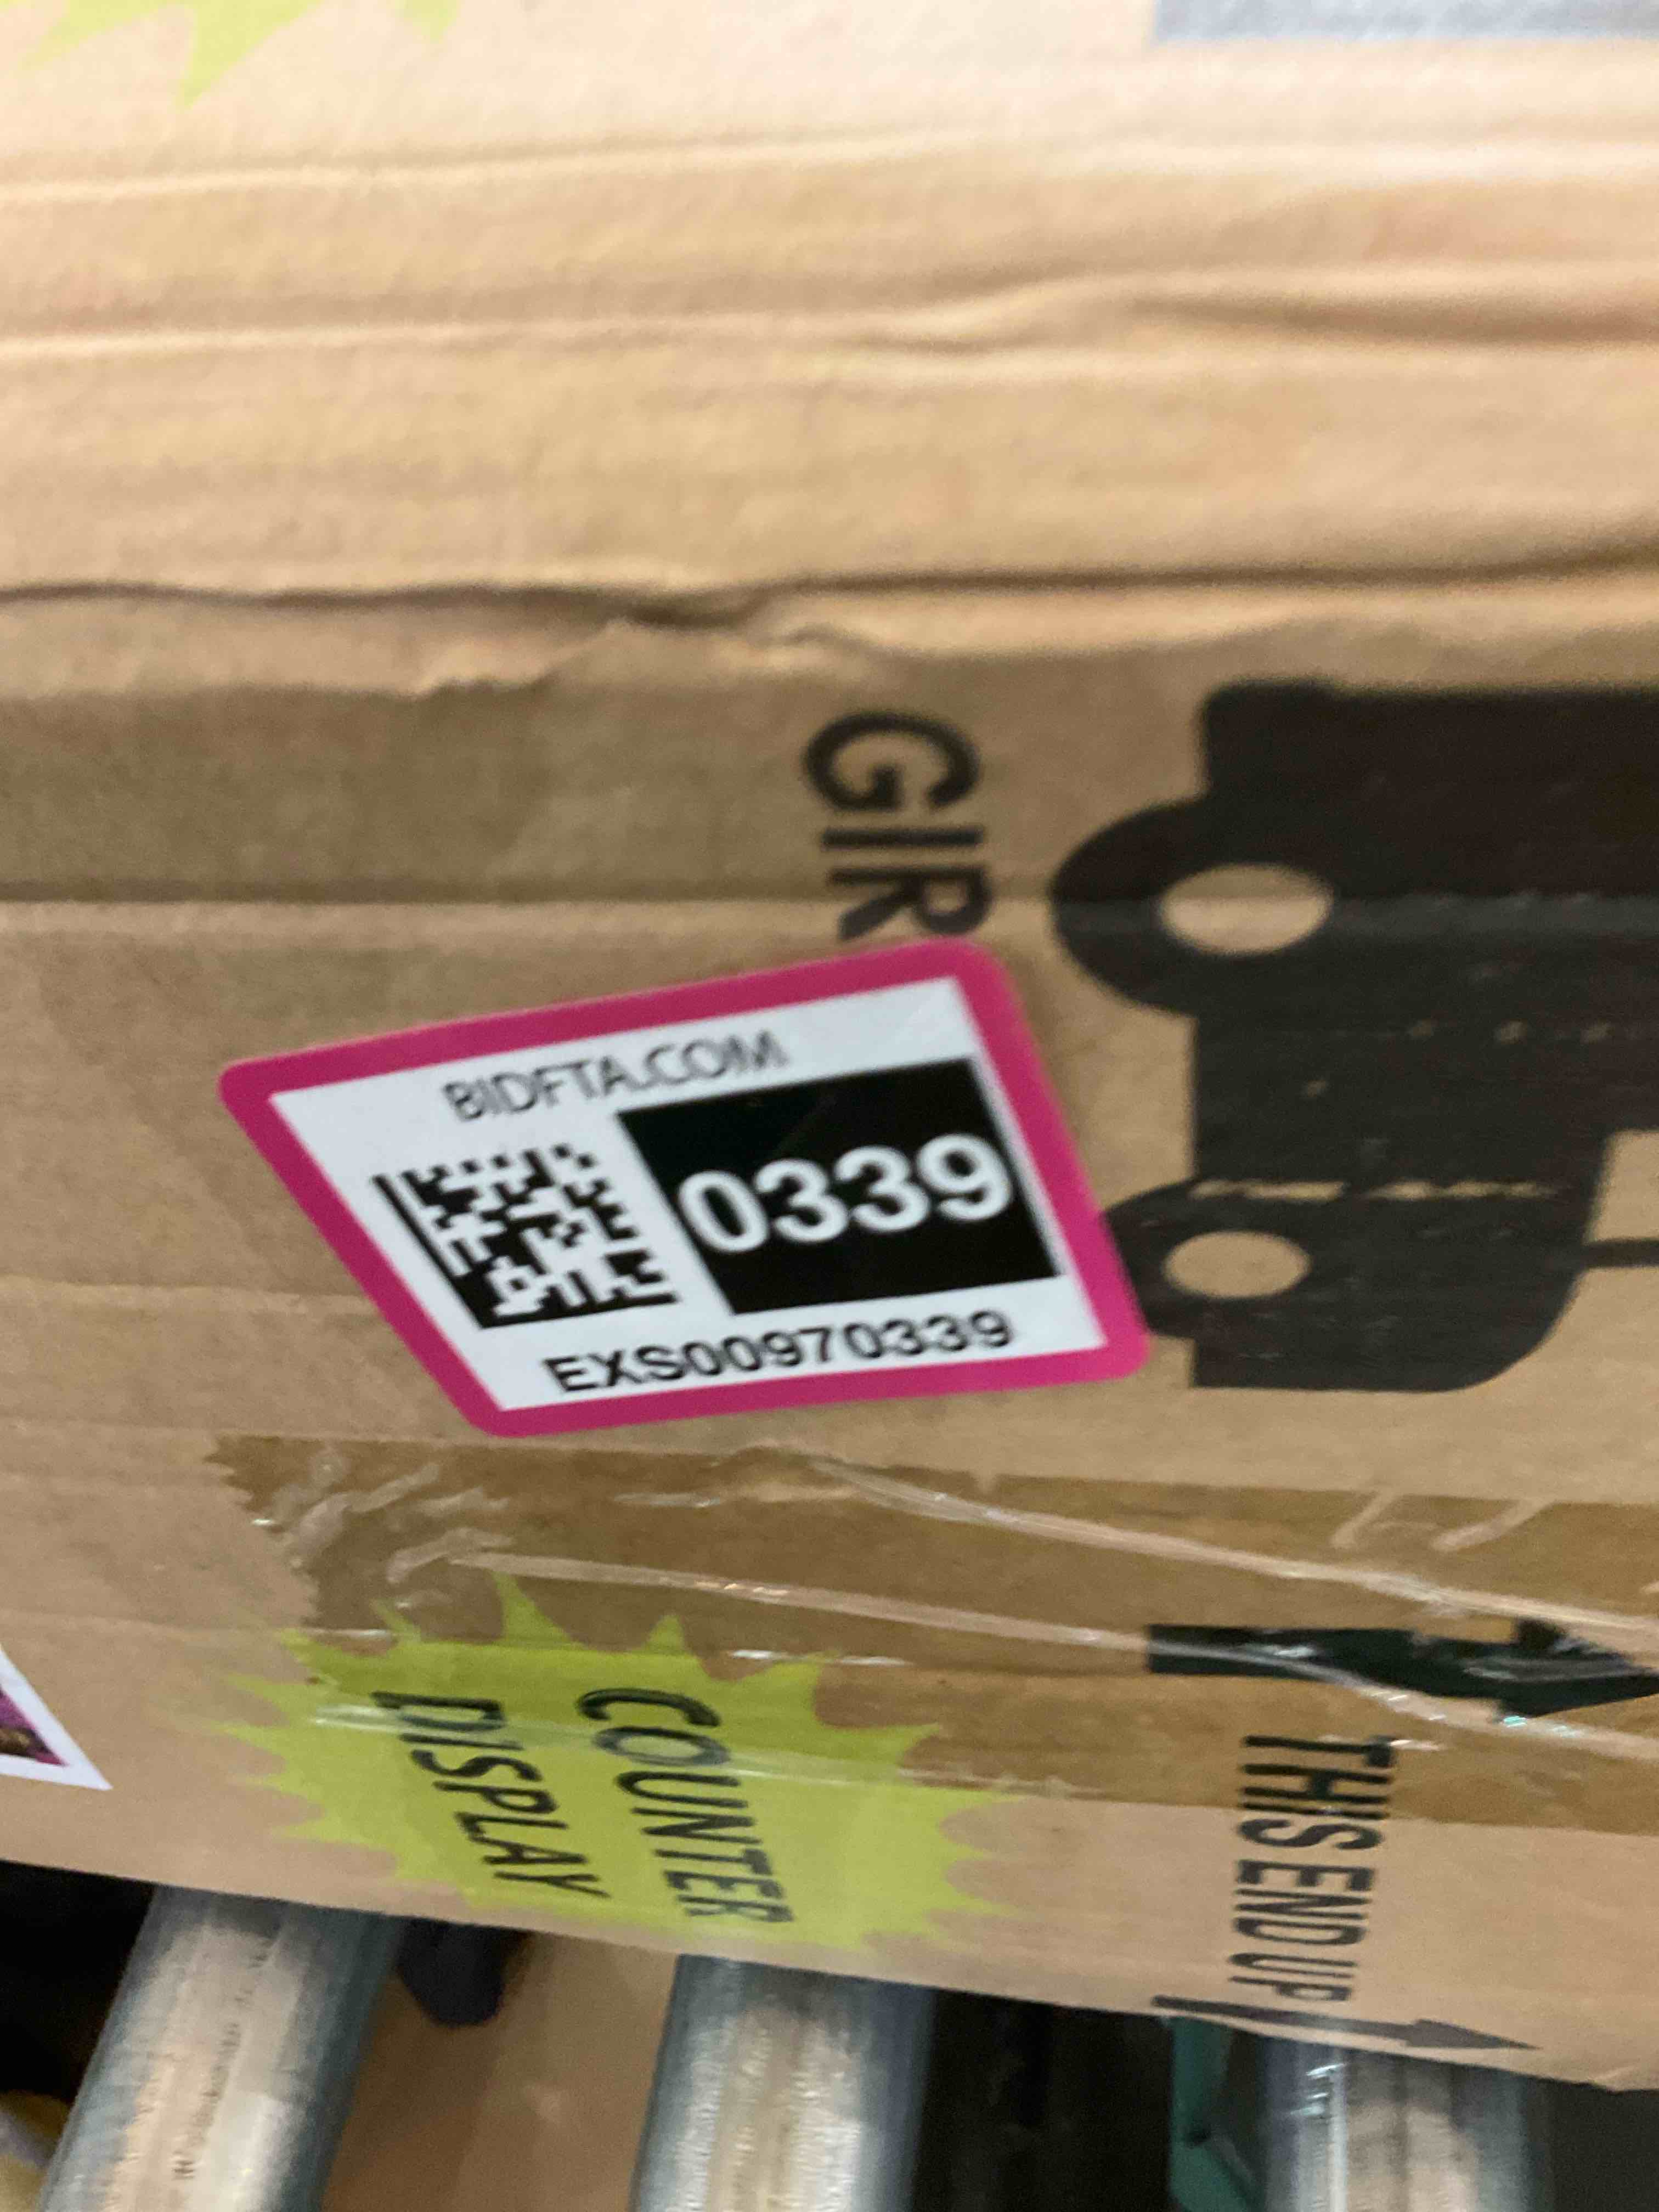 GIR
BIDFTA.COM
0339
EXS00970339
COUNTER
DISPLAY
THIS END UP